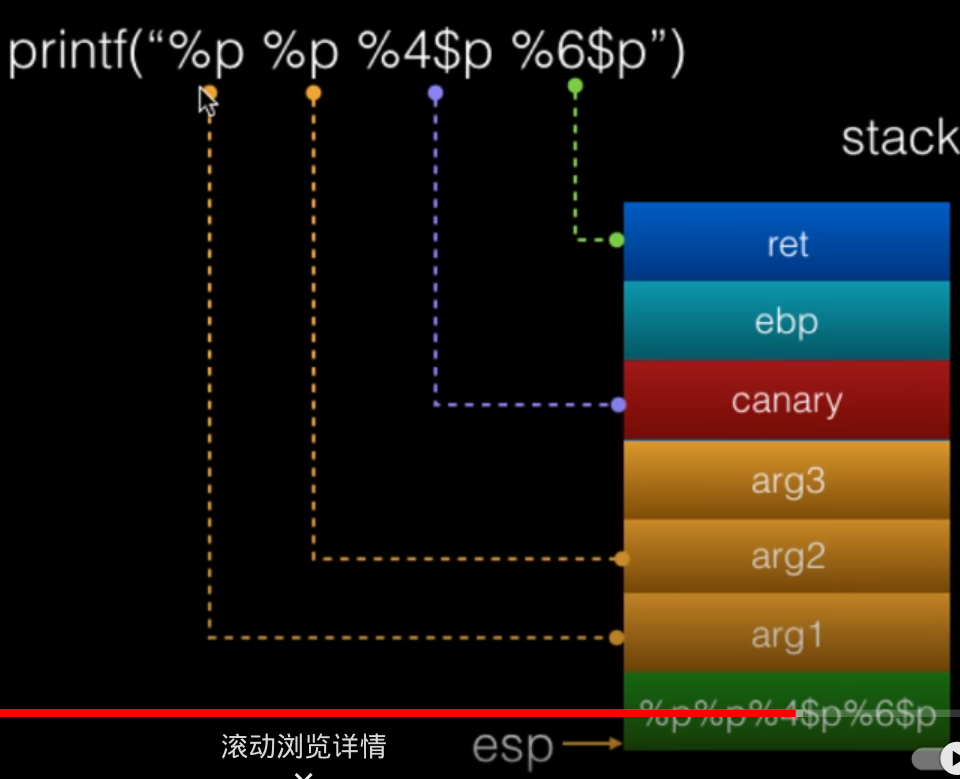 printf(“%p %p %4$p %6$p”)
stack
ret
ebp
canary
arg3
arg2
arg1
%p%p%4$p%6$p
esp
滚动浏览详情